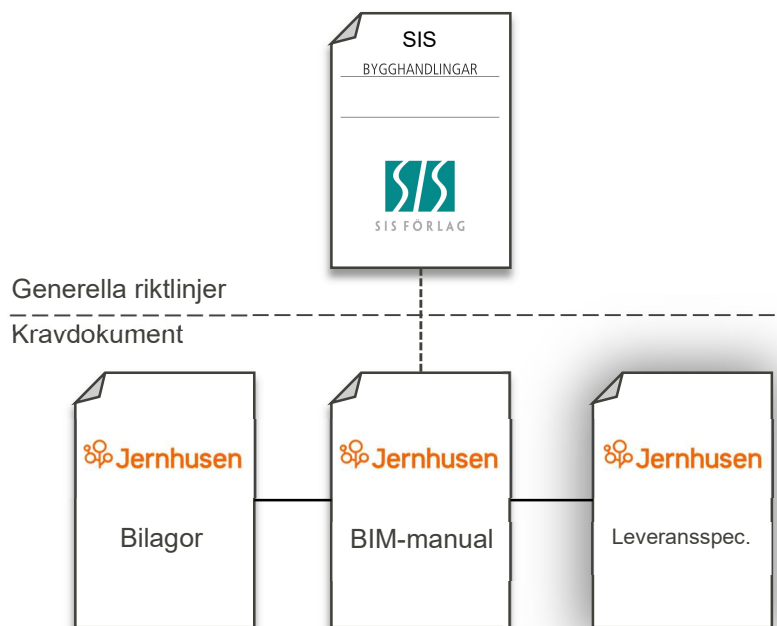 SIS
BYGGHANDLINGAR
SIS
SIS FÖRLAG
Generella riktlinjer
Kravdokument
Jernhusen
Jernhusen
Jernhusen
Bilagor
BIM-manual
Leveransspec.